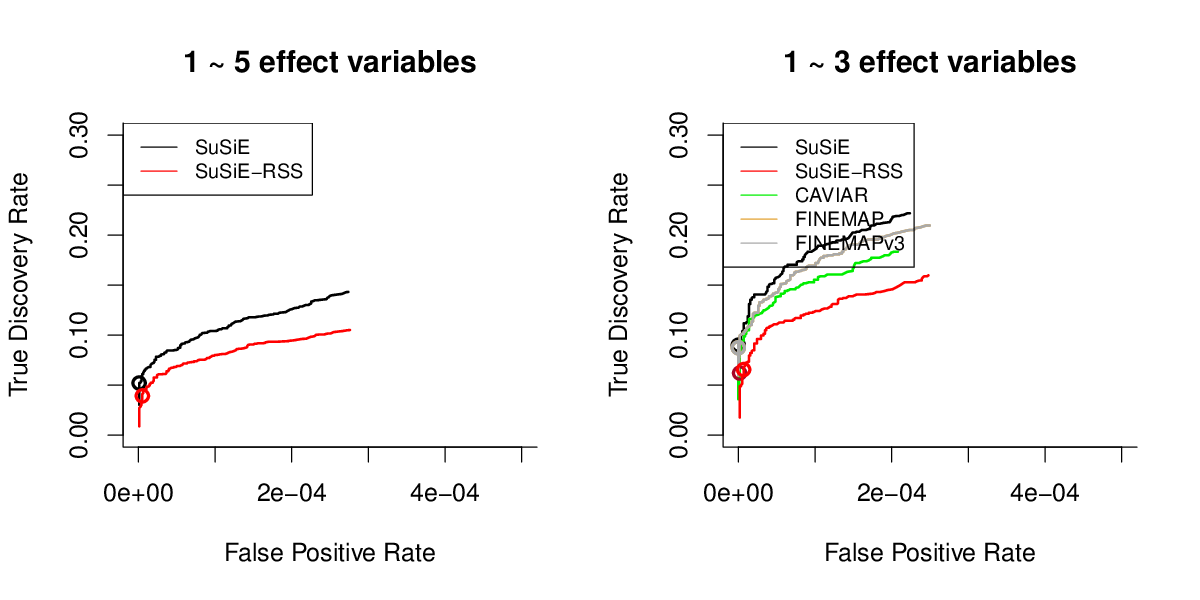 1 ~ 5 effect variables
SuSiE
SuSiE−RSS
True Discovery Rate
0.00
0.10
0.20
0.30
0e+00
2e−04
4e−04
False Positive Rate
1 ~ 3 effect variables
SuSiE
SuSiE−RSS
CAVIAR
FINEMAP
FINEMAPv3
True Discovery Rate
0.00
0.10
0.20
0.30
0e+00
2e−04
4e−04
False Positive Rate